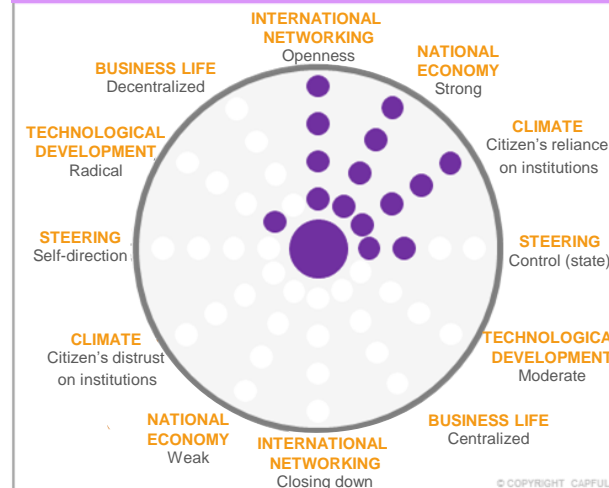 INTERNATIONAL
NETWORKING
Openness
NATIONAL
ECONOMY
Strong
CLIMATE
Citizen's reliance
on institutions
STEERING
Control (state)
TECHNOLOGICA
DEVELOPMENT
Moderate
BUSINESS LIFE
Centralized
INTERNATIONAL
NETWORKING
Closing down
NATIONAL
ECONOMY
Weak
CLIMATE
Citizen's distrust
on institutions
STEERING
Self-direction
TECHNOLOGICAL
DEVELOPMENT
Radical
BUSINESS LIFE
Decentralized
© COPYRIGHT CAPFUL